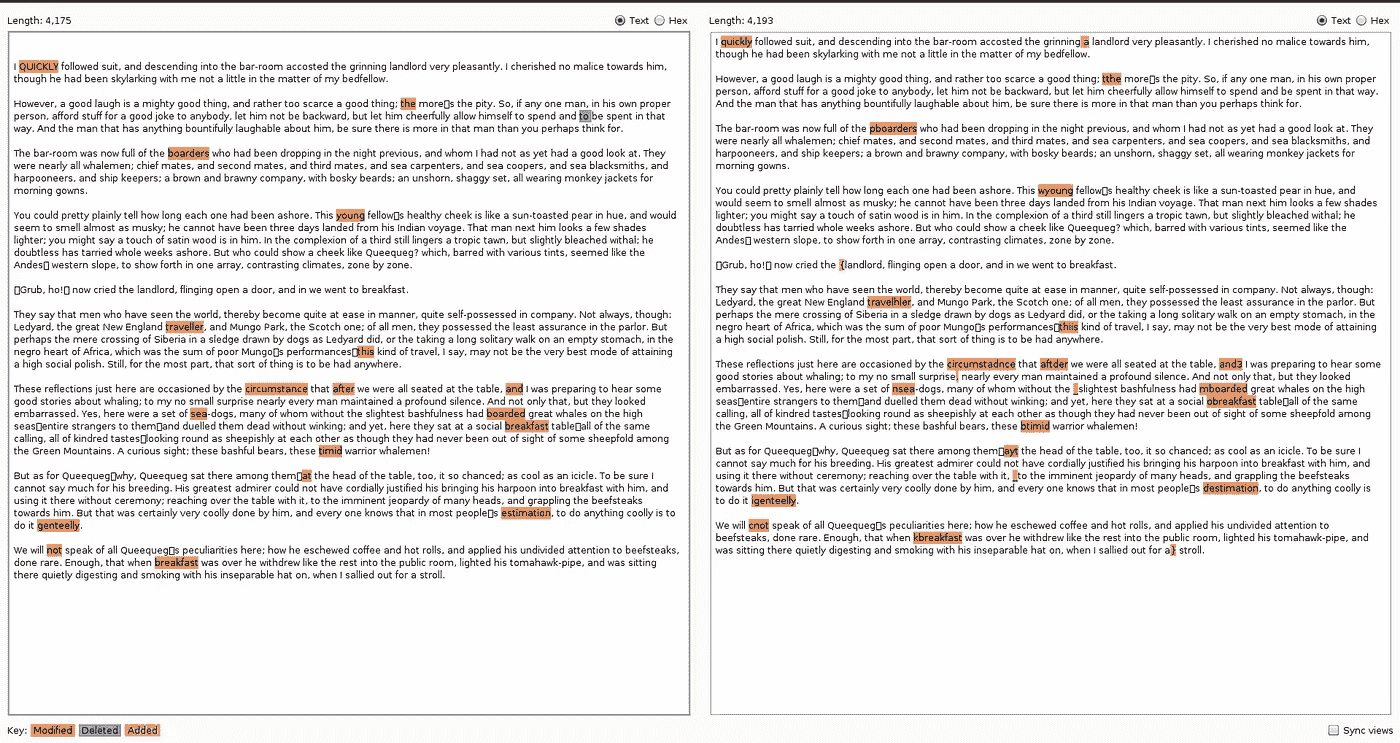 Length: 4,175
Text Hex
I QUICKLY followed suit, and descending into the bar-room accosted the grinning landlord very pleasantly. I cherished no malice towards him,
though he had been skylarking with me not a little in the matter of my bedfellow.
However, a good laugh is a mighty good thing, and rather too scarce a good thing; the more▯s the pity. So, if any one man, in his own proper
person, afford stuff for a good joke to anybody, let him not be backward, but let him cheerfully allow himself to spend and to be spent in that
way. And the man that has anything bountifully laughable about him, be sure there is more in that man than you perhaps think for.
The bar-room was now full of the boarders who had been dropping in the night previous, and whom I had not as yet had a good look at. They
were nearly all whalemen; chief mates, and second mates, and third mates, and sea carpenters, and sea coopers, and sea blacksmiths, and
harpooneers, and ship keepers; a brown and brawny company, with bosky beards; an unshorn, shaggy set, all wearing monkey jackets for
morning gowns.
You could pretty plainly tell how long each one had been ashore. This young fellow▯s healthy cheek is like a sun-toasted pear in hue, and would
seem to smell almost as musky; he cannot have been three days landed from his Indian voyage. That man next him looks a few shades
lighter; you might say a touch of satin wood is in him. In the complexion of a third still lingers a tropic tawn, but slightly bleached withal; he
doubtless has tarried whole weeks ashore. But who could show a cheek like Queequeg? which, barred with various tints, seemed like the
Andes▯ western slope, to show forth in one array, contrasting climates, zone by zone.
▯Grub, ho!▯ now cried the landlord, flinging open a door, and in we went to breakfast.
They say that men who have seen the world, thereby become quite at ease in manner, quite self-possessed in company. Not always, though:
Ledyard, the great New England traveller, and Mungo Park, the Scotch one; of all men, they possessed the least assurance in the parlor. But
perhaps the mere crossing of Siberia in a sledge drawn by dogs as Ledyard did, or the taking a long solitary walk on an empty stomach, in the
negro heart of Africa, which was the sum of poor Mungo▯s performances▯this kind of travel, I say, may not be the very best mode of attaining
a high social polish. Still, for the most part, that sort of thing is to be had anywhere.
These reflections just here are occasioned by the circumstance that after we were all seated at the table, and I was preparing to hear some
good stories about whaling; to my no small surprise nearly every man maintained a profound silence. And not only that, but they looked
embarrassed. Yes, here were a set of sea-dogs, many of whom without the slightest bashfulness had boarded great whales on the high
seas▯entire strangers to them▯and duelled them dead without winking; and yet, here they sat at a social breakfast table▯all of the same
calling, all of kindred tastes▯looking round as sheepishly at each other as though they had never been out of sight of some sheepfold among
the Green Mountains. A curious sight; these bashful bears, these timid warrior whalemen!
But as for Queequeg▯why, Queequeg sat there among them▯at the head of the table, too, it so chanced; as cool as an icicle. To be sure I
cannot say much for his breeding. His greatest admirer could not have cordially justified his bringing his harpoon into breakfast with him, and
using it there without ceremony; reaching over the table with it, to the imminent jeopardy of many heads, and grappling the beefsteaks
towards him. But that was certainly very coolly done by him, and every one knows that in most people▯s estimation, to do anything coolly is to
do it genteelly.
We will not speak of all Queequeg▯s peculiarities here; how he eschewed coffee and hot rolls, and applied his undivided attention to beefsteaks,
done rare. Enough, that when breakfast was over he withdrew like the rest into the public room, lighted his tomahawk-pipe, and was sitting
there quietly digesting and smoking with his inseparable hat on, when I sallied out for a stroll.
Key: Modified Deleted Added
Length: 4,193
Text Hex
I quickly followed suit, and descending into the bar-room accosted the grinning a landlord very pleasantly. I cherished no malice towards him,
though he had been skylarking with me not a little in the matter of my bedfellow.
However, a good laugh is a mighty good thing, and rather too scarce a good thing; tthe more▯s the pity. So, if any one man, in his own proper
person, afford stuff for a good joke to anybody, let him not be backward, but let him cheerfully allow himself to spend and be spent in that way.
And the man that has anything bountifully laughable about him, be sure there is more in that man than you perhaps think for.
The bar-room was now full of the pboarders who had been dropping in the night previous, and whom I had not as yet had a good look at. They
were nearly all whalemen; chief mates, and second mates, and third mates, and sea carpenters, and sea coopers, and sea blacksmiths, and
harpooneers, and ship keepers; a brown and brawny company, with bosky beards; an unshorn, shaggy set, all wearing monkey jackets for
morning gowns.
You could pretty plainly tell how long each one had been ashore. This wyoung fellow▯s healthy cheek is like a sun-toasted pear in hue, and
would seem to smell almost as musky; he cannot have been three days landed from his Indian voyage. That man next him looks a few shades
lighter; you might say a touch of satin wood is in him. In the complexion of a third still lingers a tropic tawn, but slightly bleached withal; he
doubtless has tarried whole weeks ashore. But who could show a cheek like Queequeg? which, barred with various tints, seemed like the
Andes▯ western slope, to show forth in one array, contrasting climates, zone by zone.
▯Grub, ho!▯ now cried the {landlord, flinging open a door, and in we went to breakfast.
They say that men who have seen the world, thereby become quite at ease in manner, quite self-possessed in company. Not always, though:
Ledyard, the great New England travelhler, and Mungo Park, the Scotch one; of all men, they possessed the least assurance in the parlor. But
perhaps the mere crossing of Siberia in a sledge drawn by dogs as Ledyard did, or the taking a long solitary walk on an empty stomach, in the
negro heart of Africa, which was the sum of poor Mungo▯s performances▯thiis kind of travel, I say, may not be the very best mode of attaining
a high social polish. Still, for the most part, that sort of thing is to be had anywhere.
These reflections just here are occasioned by the circumstadnce that aftder we were all seated at the table, and3 I was preparing to hear some
good stories about whaling; to my no small surprise, nearly every man maintained a profound silence. And not only that, but they looked
embarrassed. Yes, here were a set of nsea-dogs, many of whom without the _slightest bashfulness had mboarded great whales on the high
seas▯entire strangers to them▯and duelled them dead without winking; and yet, here they sat at a social obreakfast table▯all of the same
calling, all of kindred tastes▯looking round as sheepishly at each other as though they had never been out of sight of some sheepfold among
the Green Mountains. A curious sight; these bashful bears, these btimid warrior whalemen!
But as for Queequeg▯why, Queequeg sat there among them▯ayt the head of the table, too, it so chanced; as cool as an icicle. To be sure I
cannot say much for his breeding. His greatest admirer could not have cordially justified his bringing his harpoon into breakfast with him, and
using it there without ceremony; reaching over the table with it, _to the imminent jeopardy of many heads, and grappling the beefsteaks
towards him. But that was certainly very coolly done by him, and every one knows that in most people▯s destimation, to do anything coolly is
to do it igenteelly.
We will cnot speak of all Queequeg▯s peculiarities here; how he eschewed coffee and hot rolls, and applied his undivided attention to
beefsteaks, done rare. Enough, that when kbreakfast was over he withdrew like the rest into the public room, lighted his tomahawk-pipe, and
was sitting there quietly digesting and smoking with his inseparable hat on, when I sallied out for a} stroll.
Sync views